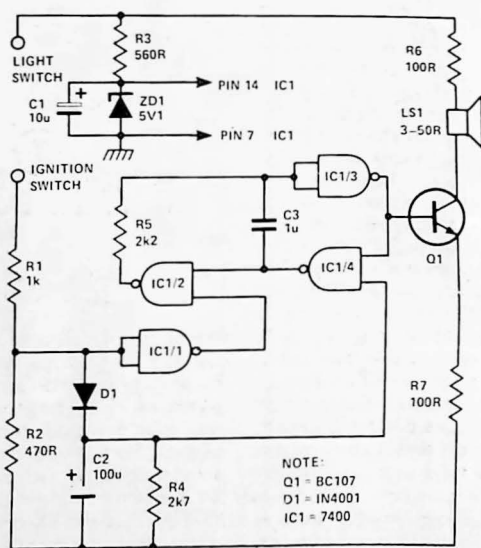 R3
560R
R6
100R
LIGHT
SWITCH
+
PIN 14 IC1
C1
10u
ZD1
5V1
LS1
3–50R
PIN 7 IC1
IGNITION
SWITCH
IC1/3
R5
2k2
C3
1u
Q1
R1
1k
IC1/2
IC1/4
IC1/1
D1
R7
100R
R2
470R
+
C2
100u
R4
2k7
NOTE:
Q1 = BC107
D1 = IN4001
IC1 = 7400